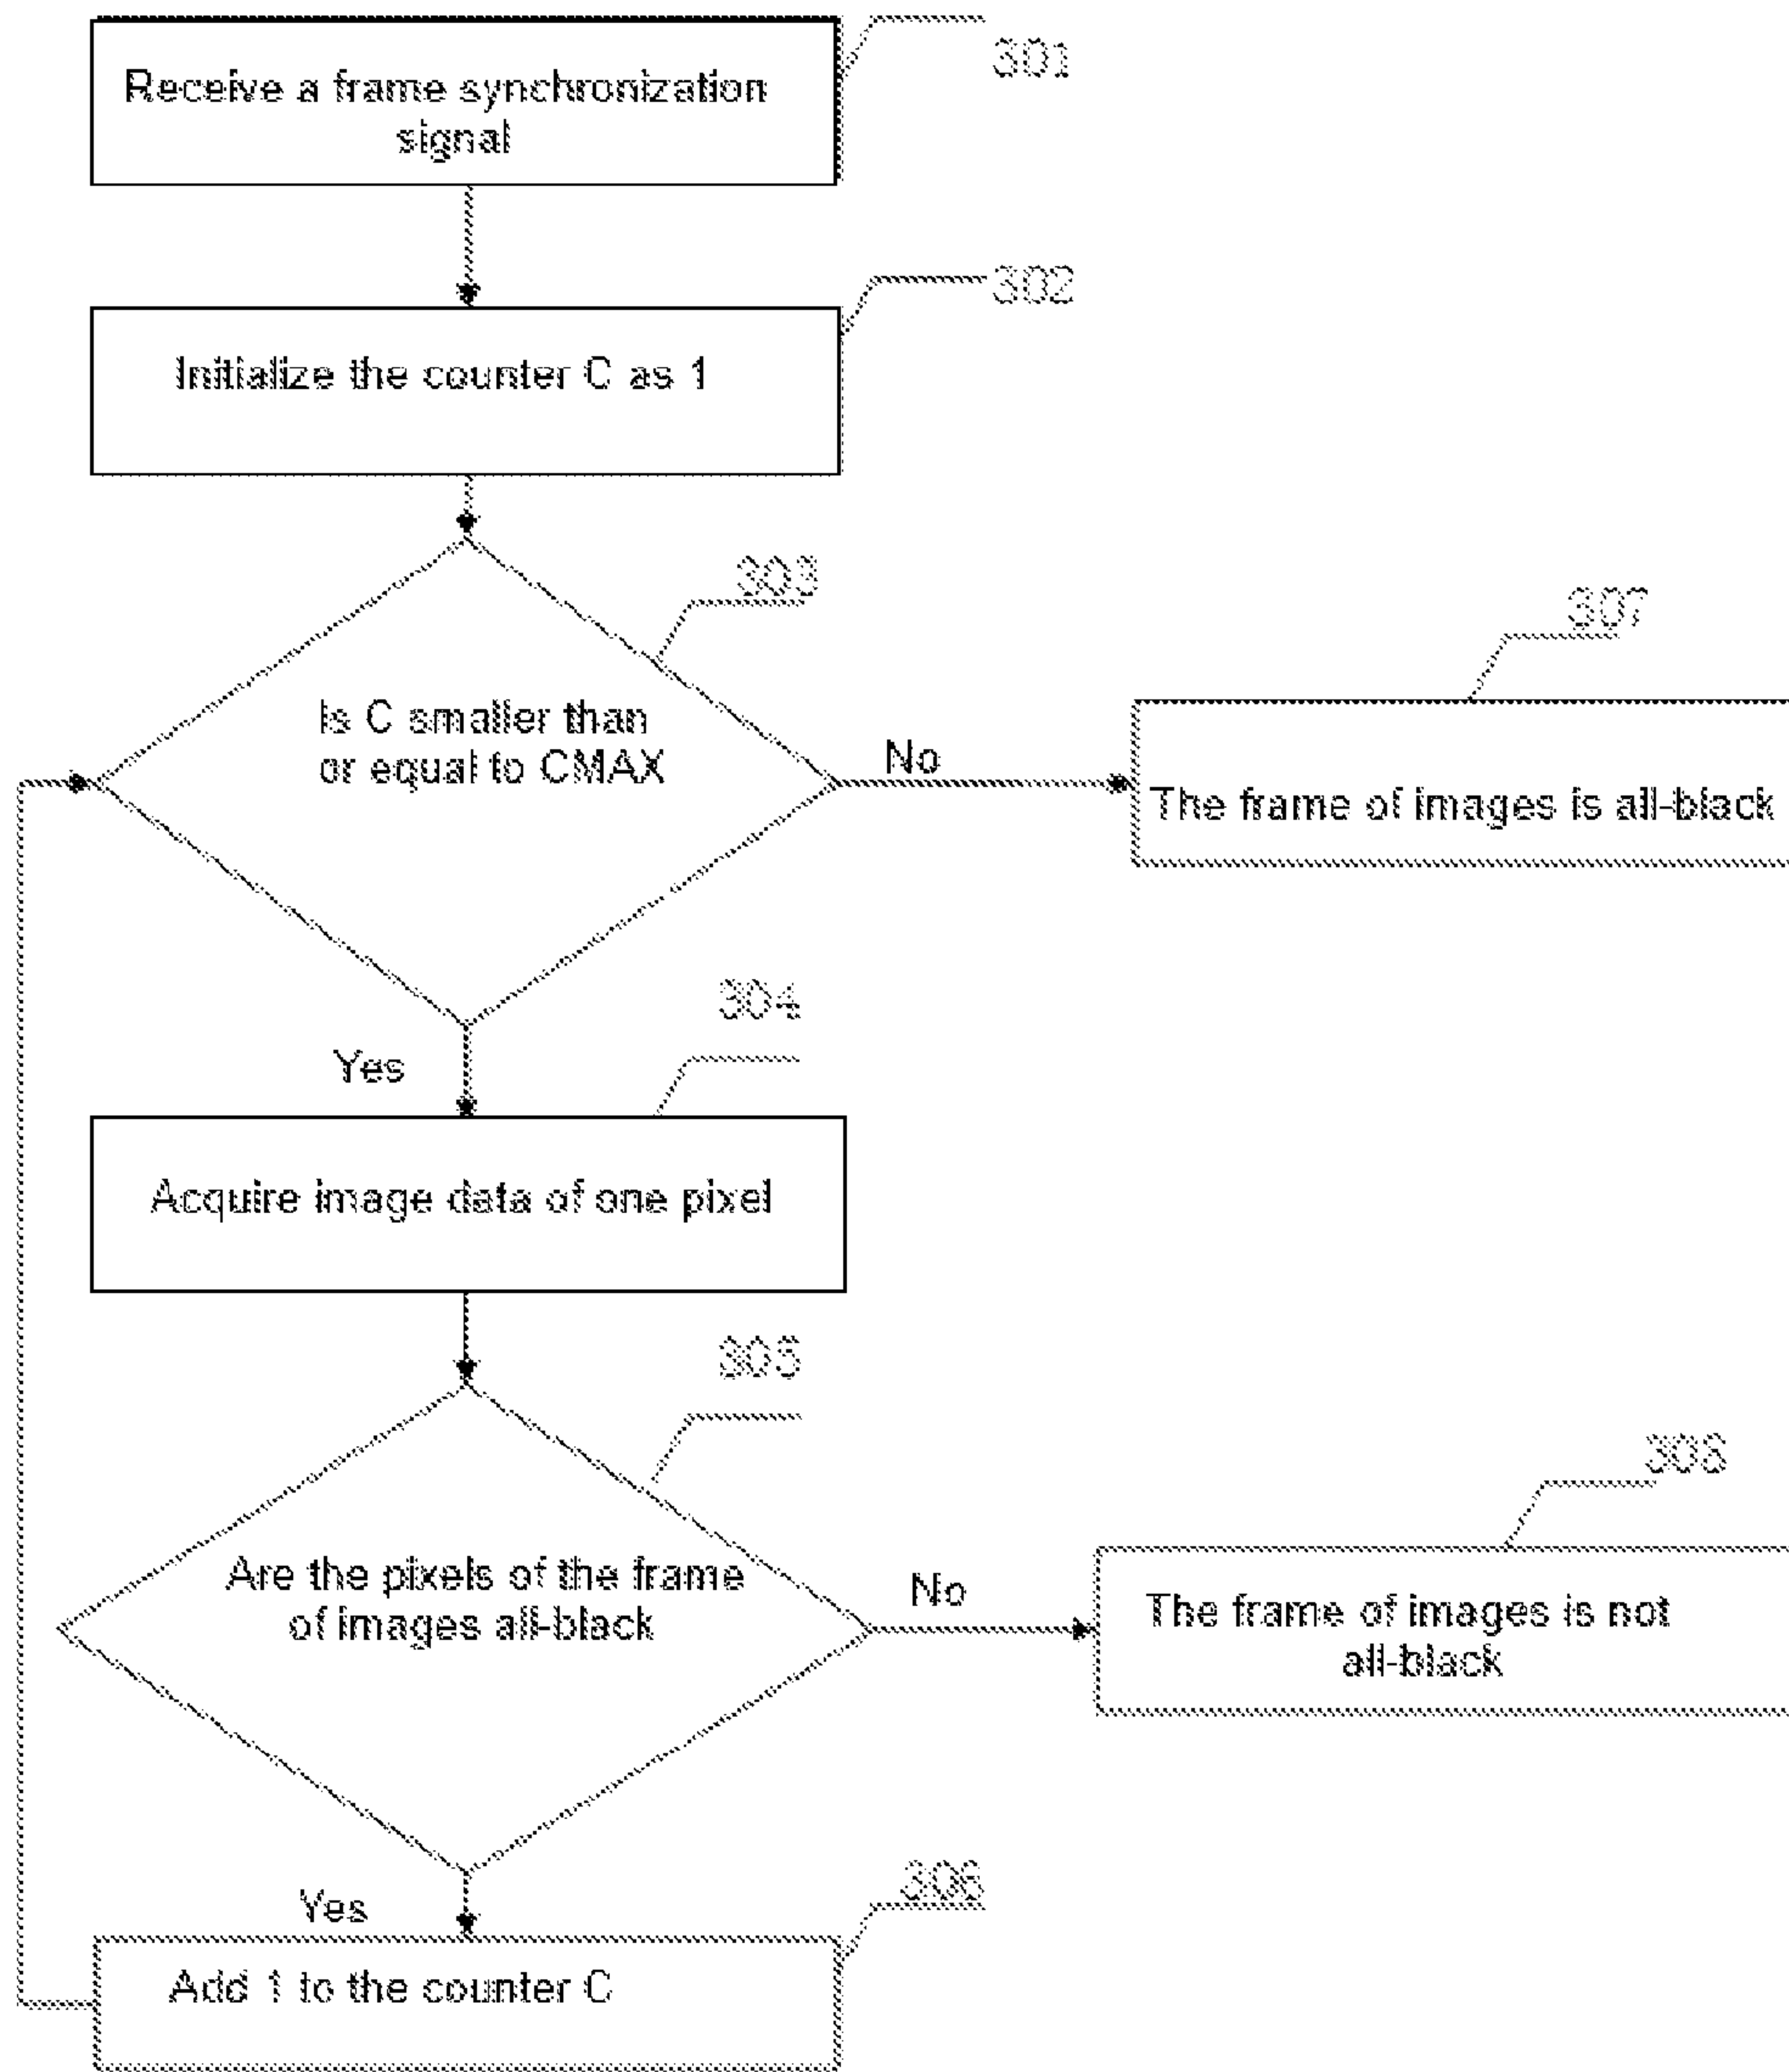 Receive a frame synchronization
signal
301
Initialize the counter C as 1
302
Is C smaller than
or equal to CMAX
303
No
307
The frame of images is all-black
Yes
304
Acquire image data of one pixel
305
Are the pixels of the frame
of images all-black
No
308
The frame of images is not
all-black
Yes
306
Add 1 to the counter C